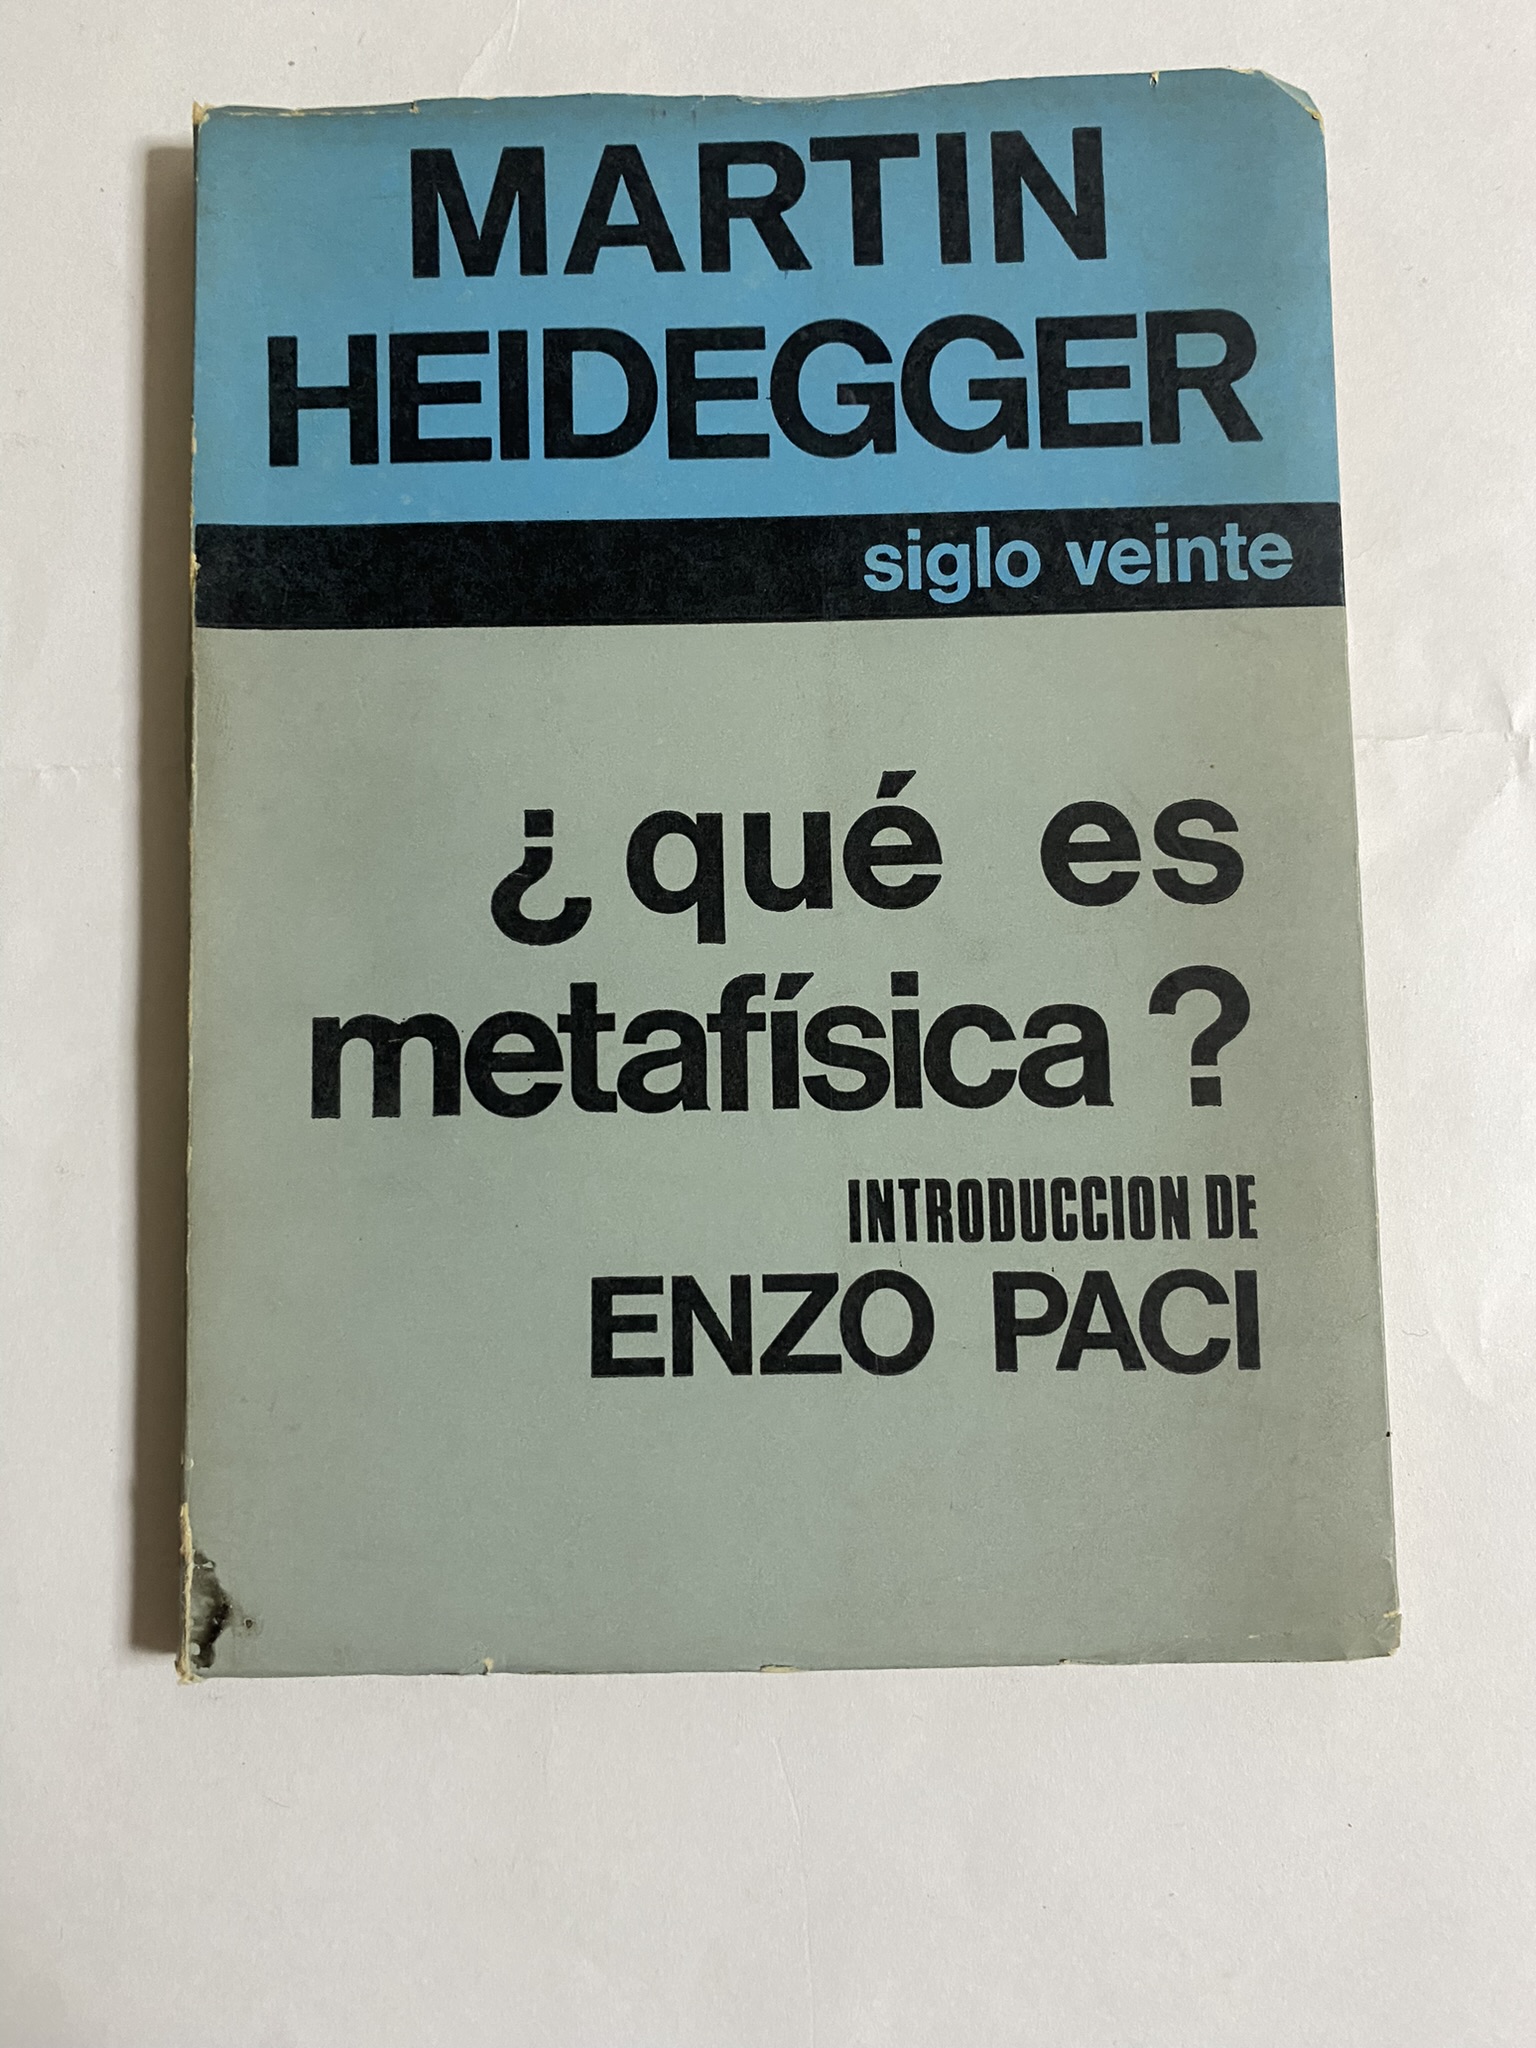 MARTIN
HEIDEGGER
siglo veinte
¿qué es
metafísica?
INTRODUCCION DE
ENZO PACI